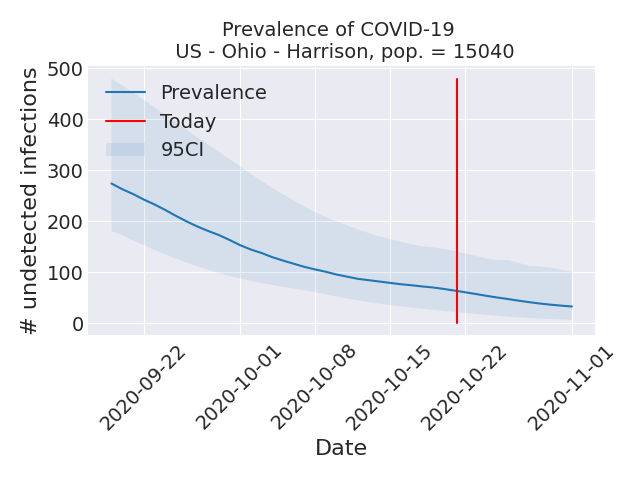 Prevalence of COVID-19
US - Ohio - Harrison, pop. = 15040
# undetected infections
500
400
300
200
100
0
Prevalence
Today
95CI
2020-09-22
2020-10-01
2020-10-08
2020-10-15
2020-10-22
2020-11-01
Date